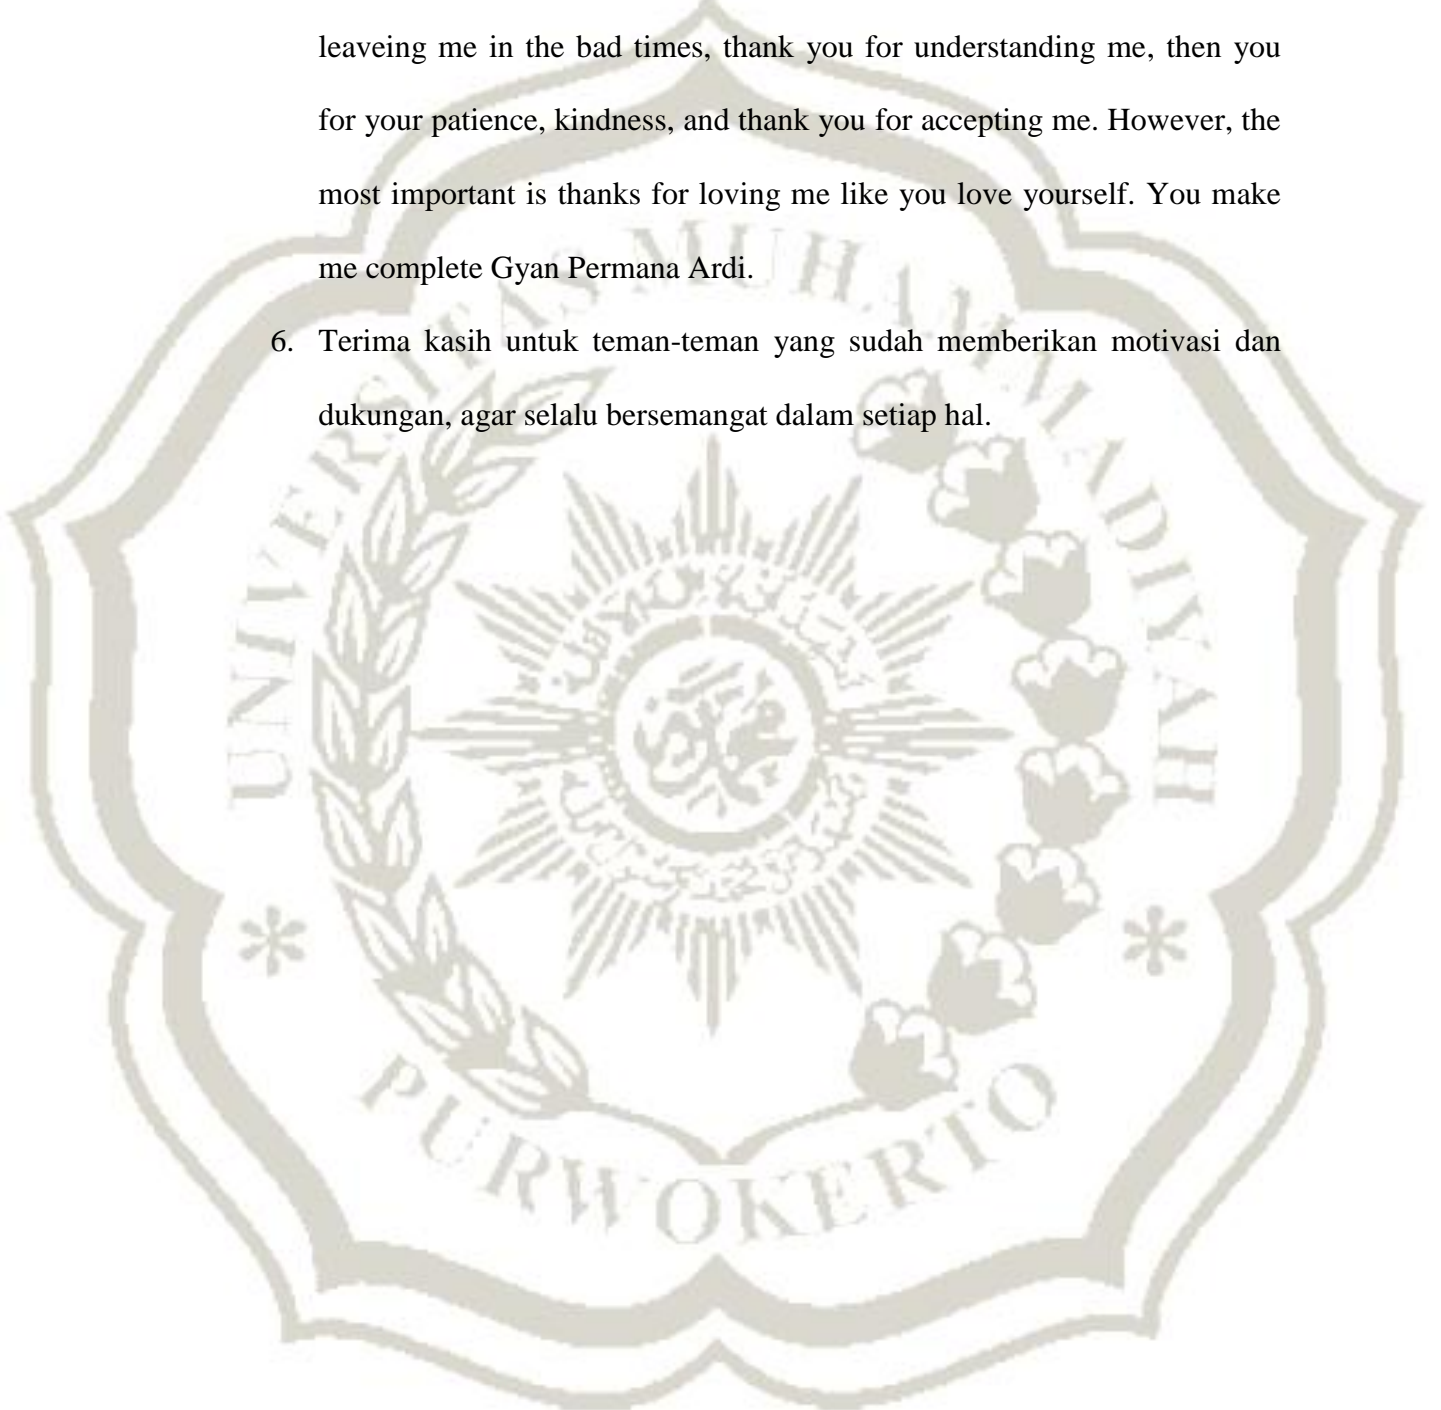 leaveing me in the bad times, thank you for understanding me, then you
for your patience, kindness, and thank you for accepting me. However, the
most important is thanks for loving me like you love yourself. You make
me complete Gyan Permana Ardi.
6. Terima kasih untuk teman-teman yang sudah memberikan motivasi dan
dukungan, agar selalu bersemangat dalam setiap hal.
UNIVERSITAS MUHAMMADIYAH
PURWOKERTO